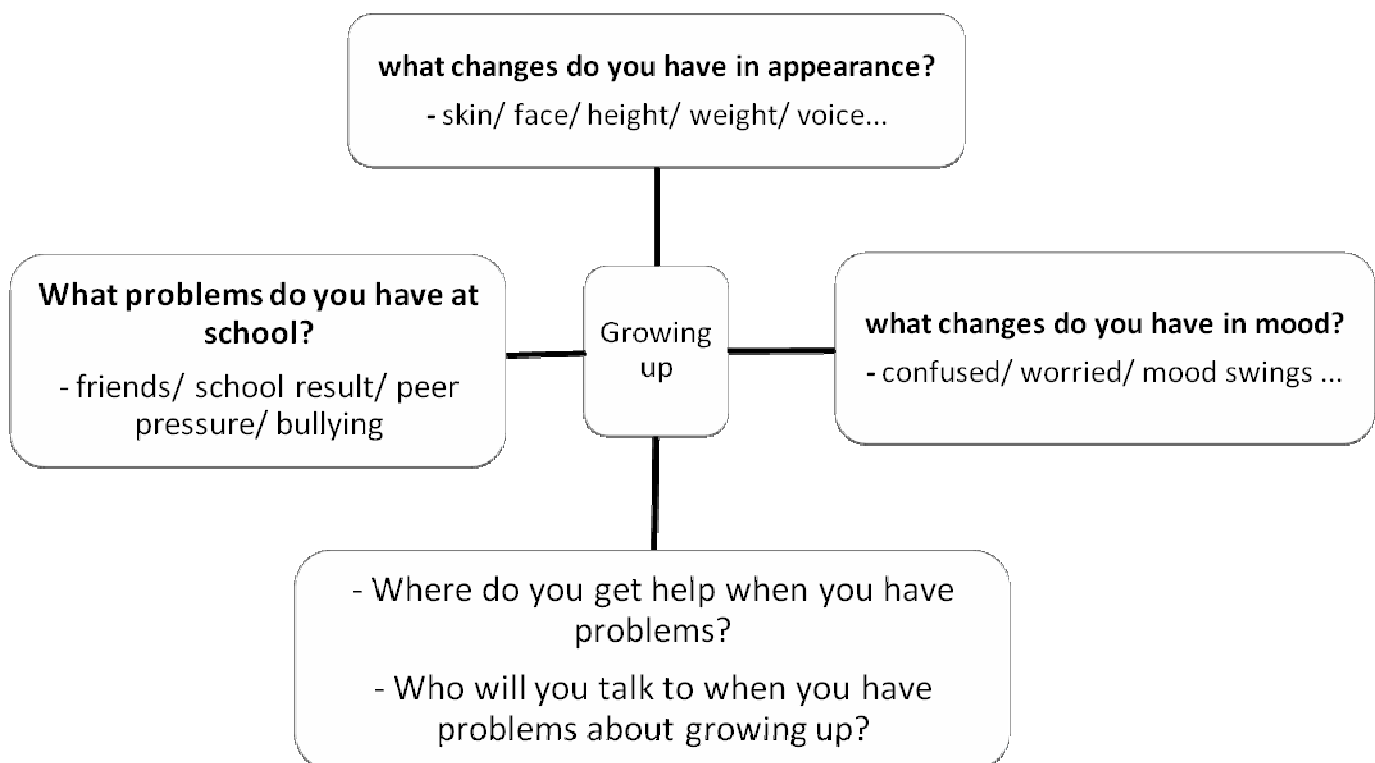 what changes do you have in appearance?
- skin/ face/ height/ weight/ voice...
What problems do you have at
school?
- friends/ school result/ peer
pressure/ bullying
Growing
up
what changes do you have in mood?
- confused/ worried/ mood swings ...
- Where do you get help when you have
problems?
- Who will you talk to when you have
problems about growing up?